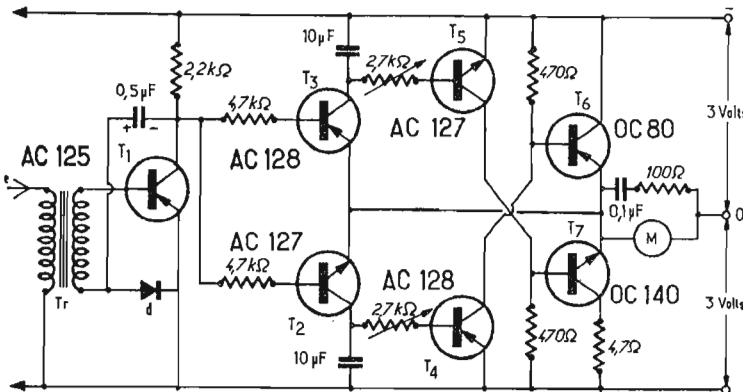 10µF
T5
2,7kΩ
2,2kΩ
T3
470Ω
0,5µF
+ -
4,7kΩ
AC 127
T6
OC 80
3 Volts
AC 125
T1
AC 128
100Ω
e
0,1µF
0
AC 127
T7
M
4,7kΩ
AC 128
OC 140
Tr
d
T2
2,7kΩ
470Ω
4,7Ω
3 Volts
10µF
T4
+